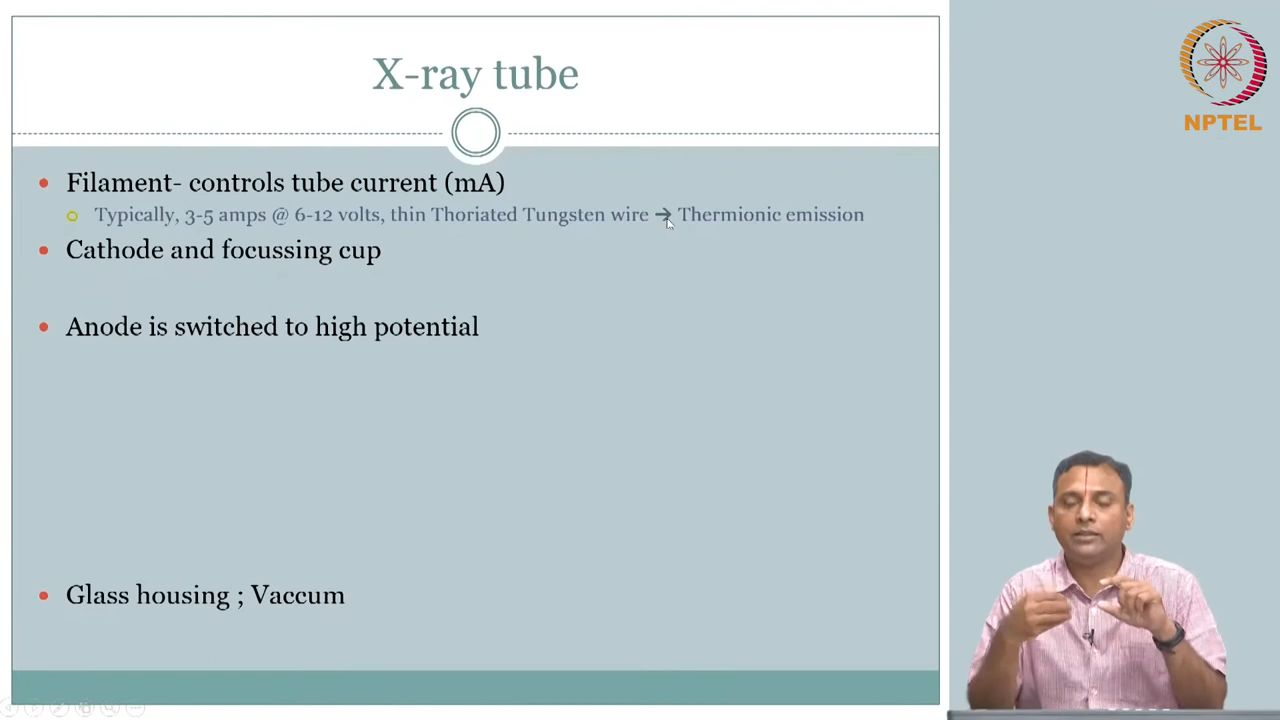 X-ray tube
NPTEL
Filament- controls tube current (mA)
Typically, 3-5 amps @ 6-12 volts, thin Thoriated Tungsten wire → Thermionic emission
Cathode and focussing cup
Anode is switched to high potential
Glass housing ; Vaccum